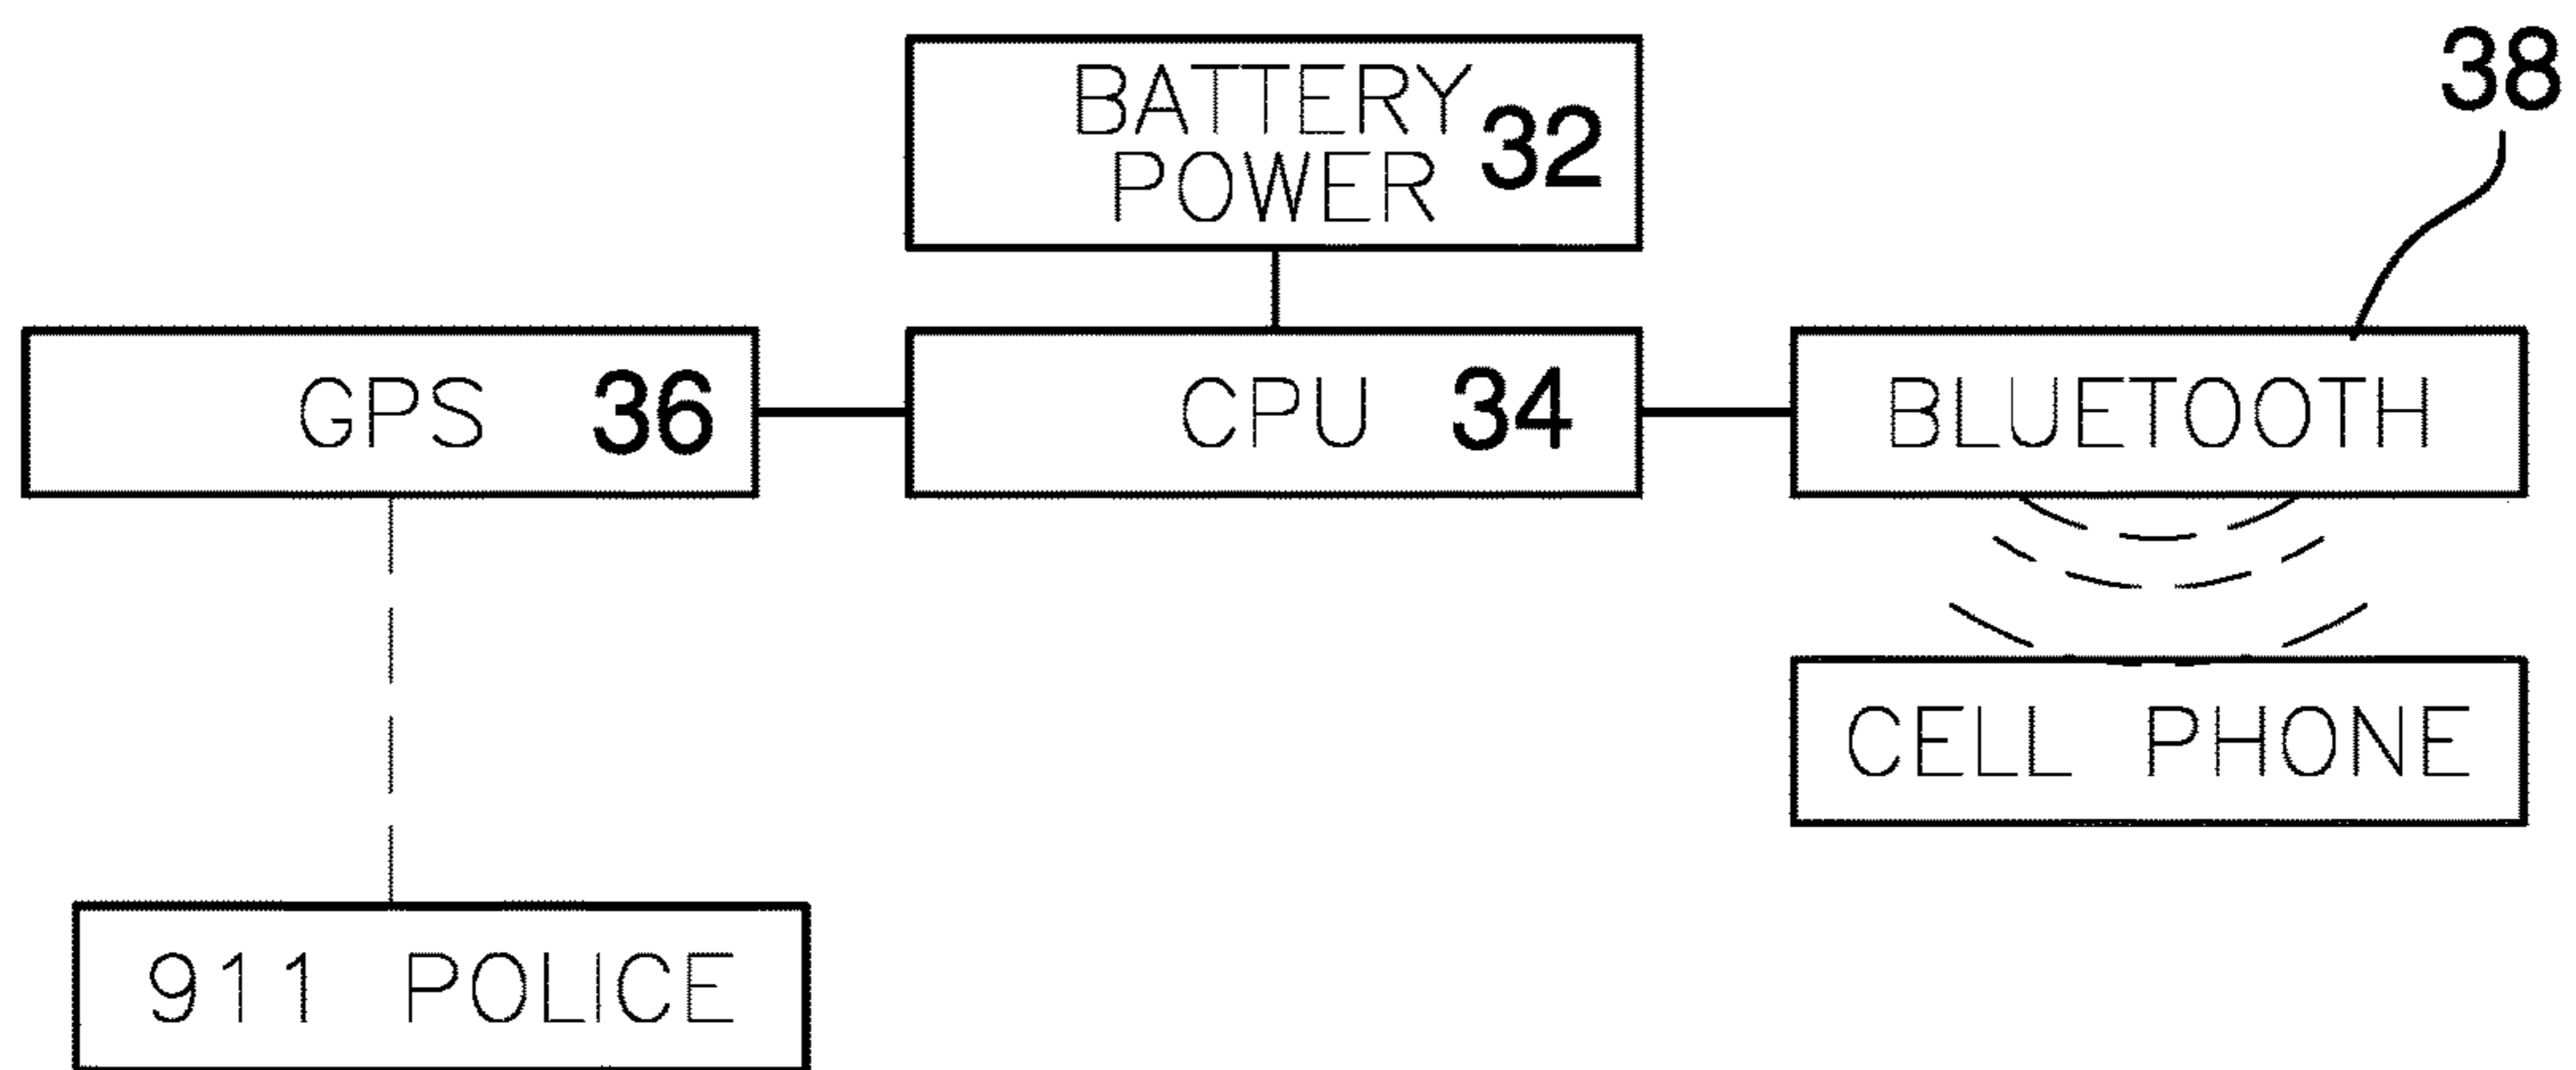 38
BATTERY
POWER 32
GPS 36
CPU 34
BLUETOOTH
CELL PHONE
911 POLICE